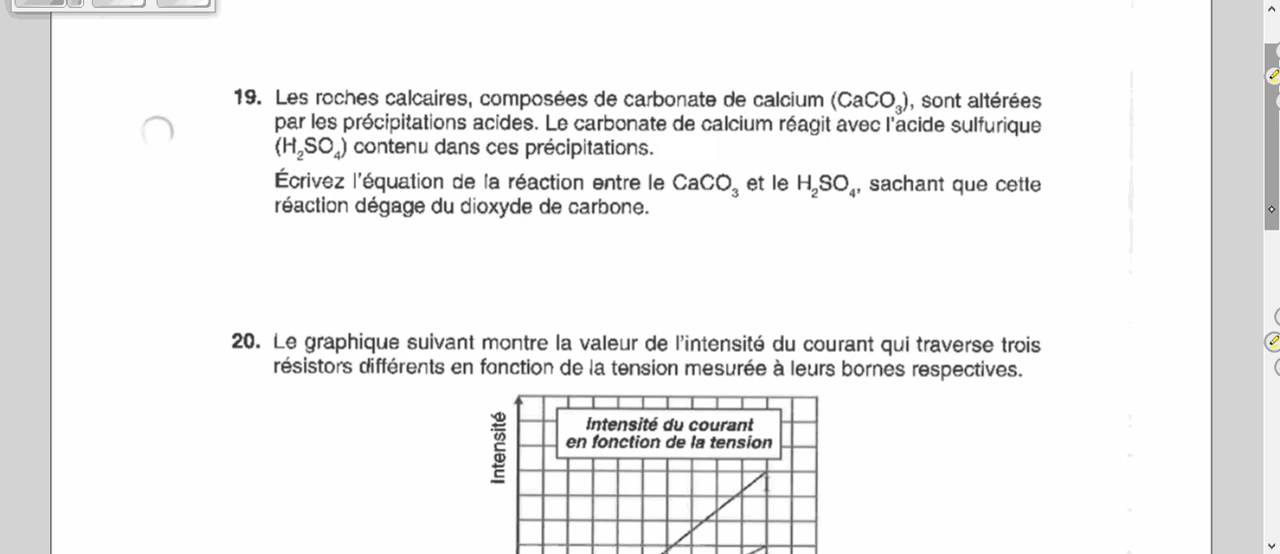 19. Les roches calcaires, composées de carbonate de calcium (CaCO₃), sont altérées
par les précipitations acides. Le carbonate de calcium réagit avec l'acide sulfurique
(H₂SO₄) contenu dans ces précipitations.
Écrivez l'équation de la réaction entre le CaCO₃ et le H₂SO₄, sachant que cette
réaction dégage du dioxyde de carbone.
20. Le graphique suivant montre la valeur de l'intensité du courant qui traverse trois
résistors différents en fonction de la tension mesurée à leurs bornes respectives.
Intensité
Intensité du courant
en fonction de la tension